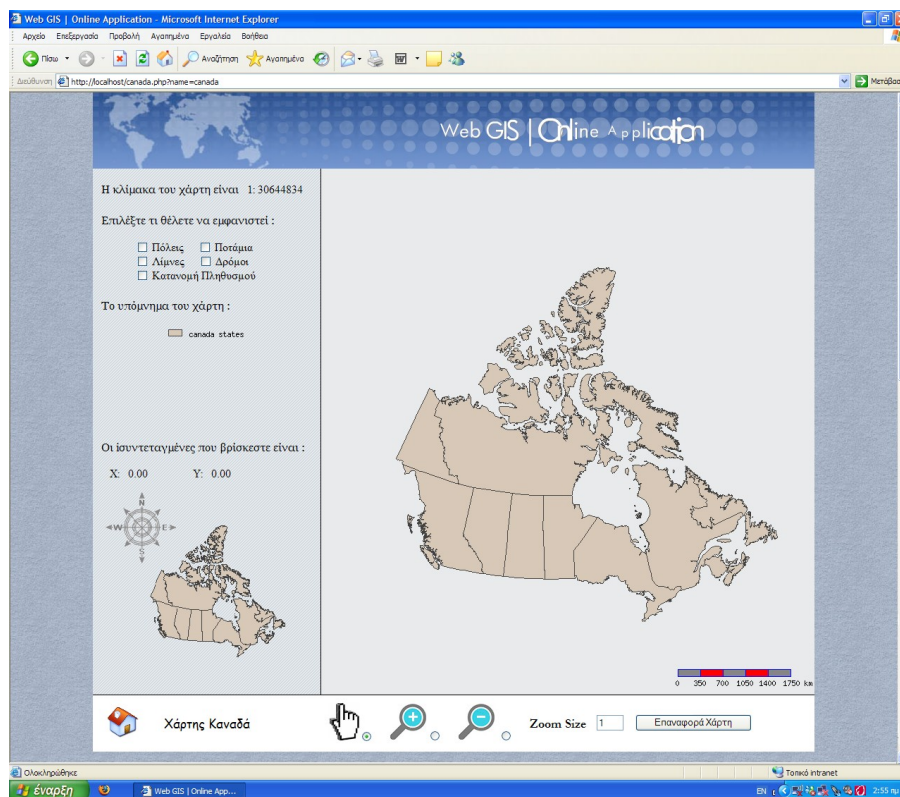 Web GIS | Online Application - Microsoft Internet Explorer
Αρχείο Επεξεργασία Προβολή Αγαπημένα Εργαλεία Βοήθεια
Πίσω Αναζήτηση Αγαπημένα
Διεύθυνση http://localhost/canada.php?name=canada Μετάβασ
Web GIS | Online Application
Η κλίμακα του χάρτη είναι 1: 30644834
Επιλέξτε τι θέλετε να εμφανιστεί :
Πόλεις Ποτάμια
Λίμνες Δρόμοι
Κατανομή Πληθυσμού
Το υπόμνημα του χάρτη :
canada states
Οι ίσυντεταγμένες που βρίσκεστε είναι :
X: 0.00 Y: 0.00
N
W E
S
0 350 700 1050 1400 1750 km
Χάρτης Καναδά
Zoom Size 1 Επαναφορά Χάρτη
Ολοκληρώθηκε Τοπικό intranet
έναρξη Web GIS | Online App... EN 2:55 πμ